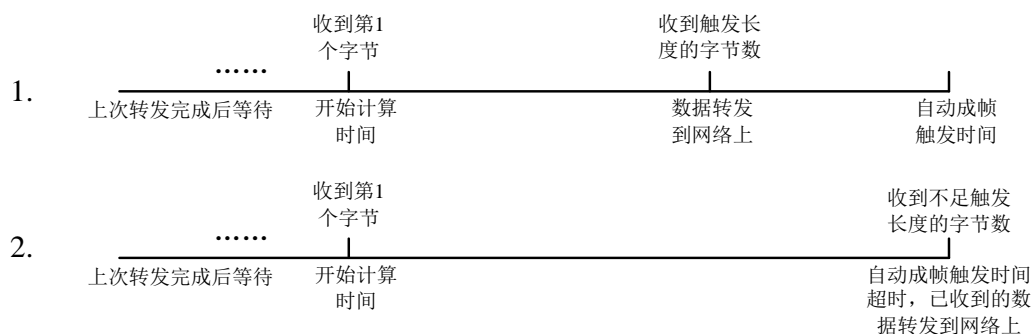 收到第1
个字节
收到触发长
度的字节数
……
1.
上次转发完成后等待
开始计算
时间
数据转发
到网络上
自动成帧
触发时间
收到第1
个字节
收到不足触发
长度的字节数
……
2.
上次转发完成后等待
开始计算
时间
自动成帧触发时间
超时，已收到的数
据转发到网络上